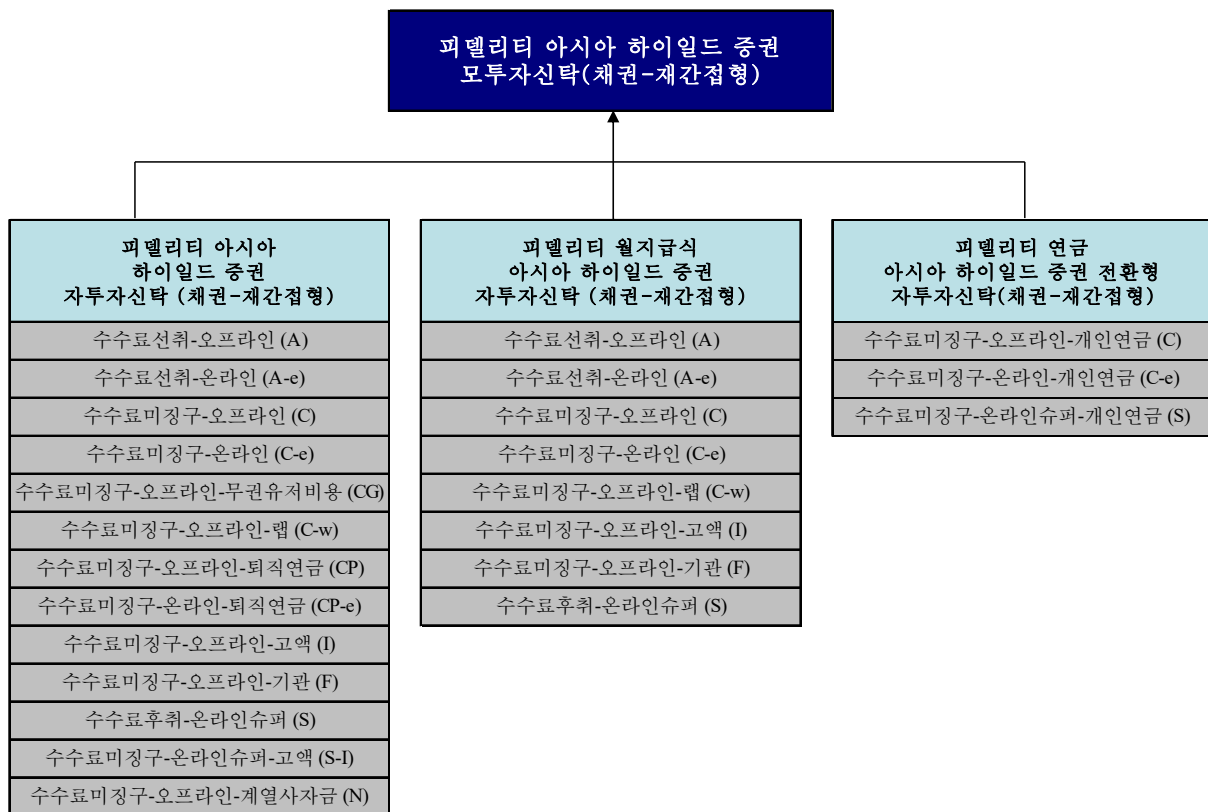 피델리티 아시아 하이일드 증권
모투자신탁(채권-재간접형)
피델리티 아시아
하이일드 증권
자투자신탁 (채권-재간접형)
수수료선취-오프라인 (A)
수수료선취-온라인 (A-e)
수수료미징구-오프라인 (C)
수수료미징구-온라인 (C-e)
수수료미징구-오프라인-무권유저비용 (CG)
수수료미징구-오프라인-랩 (C-w)
수수료미징구-오프라인-퇴직연금 (CP)
수수료미징구-온라인-퇴직연금 (CP-e)
수수료미징구-오프라인-고액 (I)
수수료미징구-오프라인-기관 (F)
수수료후취-온라인슈퍼 (S)
수수료미징구-온라인슈퍼-고액 (S-I)
수수료미징구-오프라인-계열사자금 (N)
피델리티 월지급식
아시아 하이일드 증권
자투자신탁 (채권-재간접형)
수수료선취-오프라인 (A)
수수료선취-온라인 (A-e)
수수료미징구-오프라인 (C)
수수료미징구-온라인 (C-e)
수수료미징구-오프라인-랩 (C-w)
수수료미징구-오프라인-고액 (I)
수수료미징구-오프라인-기관 (F)
수수료후취-온라인슈퍼 (S)
피델리티 연금
아시아 하이일드 증권 전환형
자투자신탁(채권-재간접형)
수수료미징구-오프라인-개인연금 (C)
수수료미징구-온라인-개인연금 (C-e)
수수료미징구-온라인슈퍼-개인연금 (S)